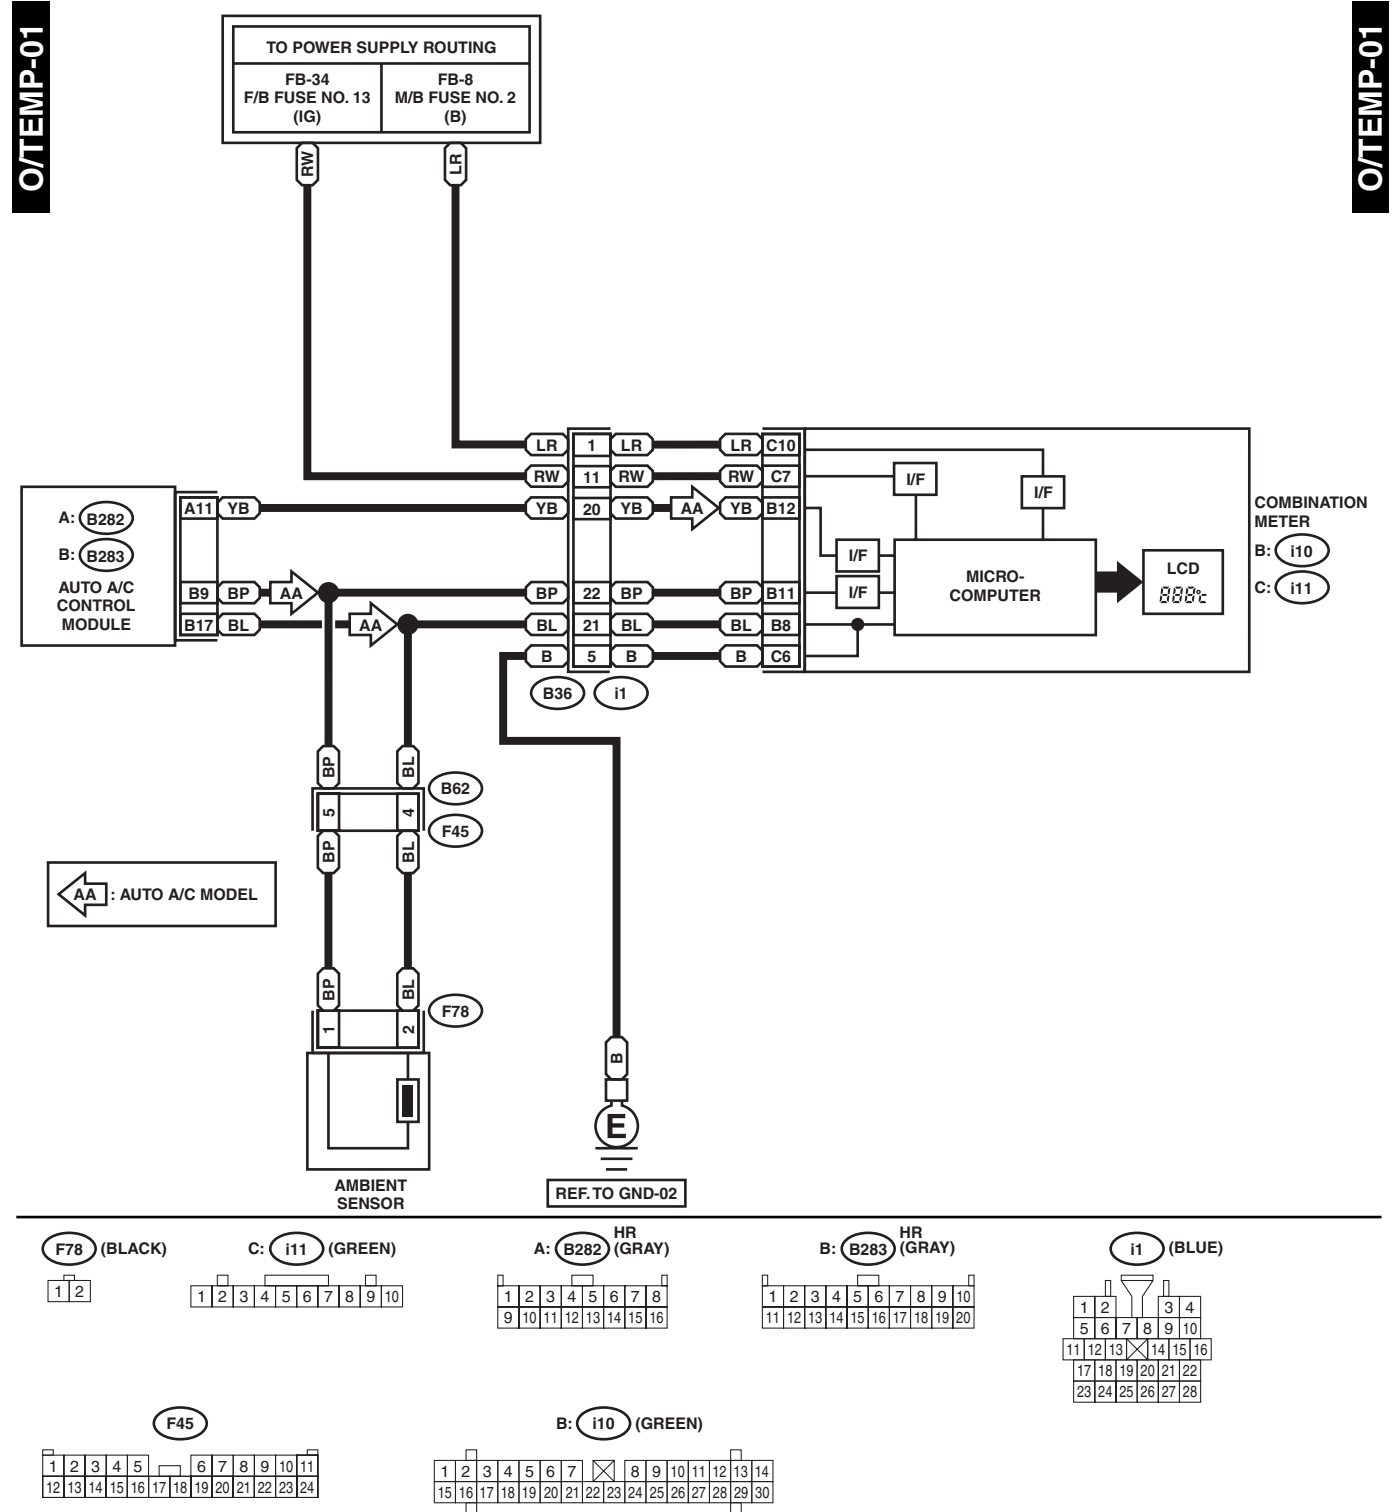 O/TEMP-01
O/TEMP-01
TO POWER SUPPLY ROUTING
FB-34
F/B FUSE NO. 13
(IG)
FB-8
M/B FUSE NO. 2
(B)
RW
LR
LR 1 LR LR C10
RW 11 RW RW C7
A11 YB YB 20 YB AA YB B12
B9 BP AA BP 22 BP BP B11
B17 BL AA BL 21 BL BL B8
B 5 B B C6
B36 i1
A: B282
B: B283
AUTO A/C
CONTROL
MODULE
I/F
I/F
I/F
I/F
MICRO-
COMPUTER
LCD
888°C
COMBINATION
METER
B: i10
C: i11
BP BL
B62
5 4
F45
BP BL
AA : AUTO A/C MODEL
BP BL
F78
1 2
AMBIENT
SENSOR
B
E
REF. TO GND-02
F78 (BLACK)
1 2
C: i11 (GREEN)
1 2 3 4 5 6 7 8 9 10
HR
A: B282 (GRAY)
1 2 3 4 5 6 7 8
9 10 11 12 13 14 15 16
HR
B: B283 (GRAY)
1 2 3 4 5 6 7 8 9 10
11 12 13 14 15 16 17 18 19 20
i1 (BLUE)
1 2 3 4
5 6 7 8 9 10
11 12 13 14 15 16
17 18 19 20 21 22
23 24 25 26 27 28
F45
1 2 3 4 5 6 7 8 9 10 11
12 13 14 15 16 17 18 19 20 21 22 23 24
B: i10 (GREEN)
1 2 3 4 5 6 7 8 9 10 11 12 13 14
15 16 17 18 19 20 21 22 23 24 25 26 27 28 29 30